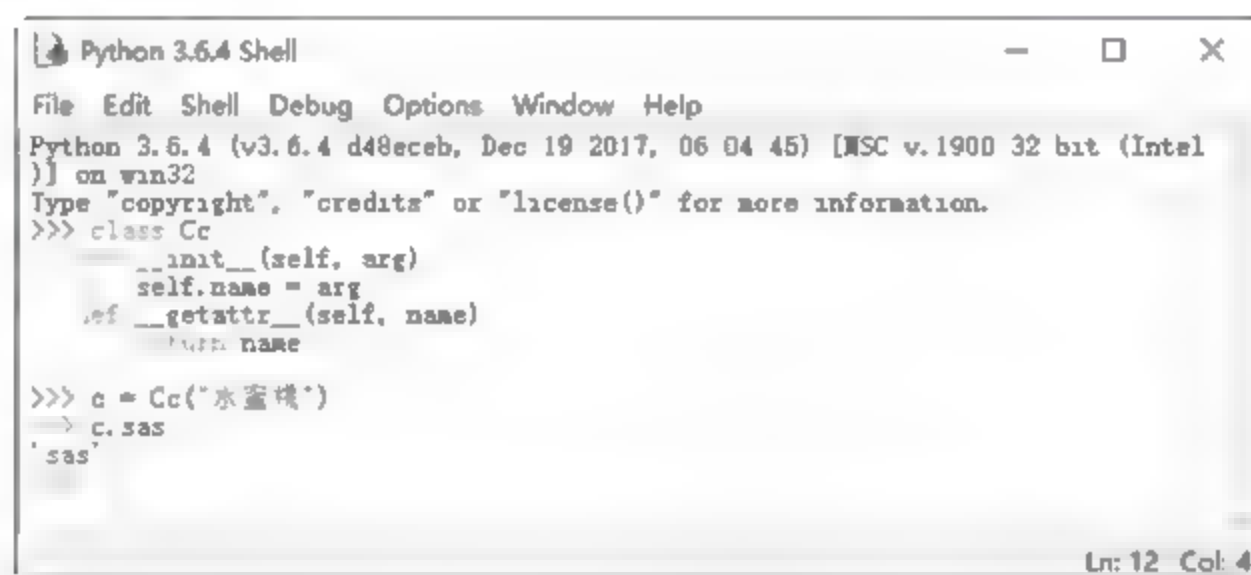 Python 3.6.4 Shell
File Edit Shell Debug Options Window Help
Python 3.6.4 (v3.6.4 d48eceb, Dec 19 2017, 06 04 45) [MSC v.1900 32 bit (Intel
)] on win32
Type "copyright", "credits" or "license()" for more information.
>>> class Cc
__init__(self, arg)
self.name = arg
ef __getattr__(self, name)
turn name
>>> c = Cc("水蜜桃")
> c.sas
'sas'
Ln: 12 Col: 4